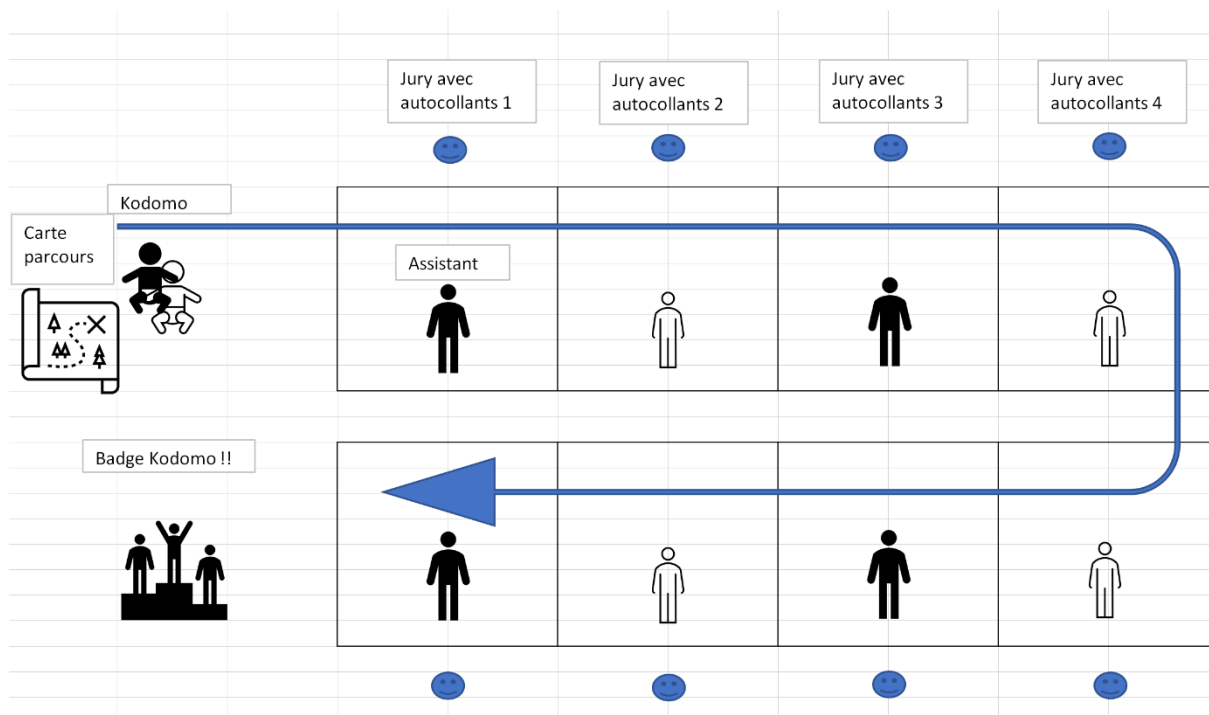 Jury avec
autocollants 1
Jury avec
autocollants 2
Jury avec
autocollants 3
Jury avec
autocollants 4
Kodomo
Carte
parcours
Assistant
Badge Kodomo !!